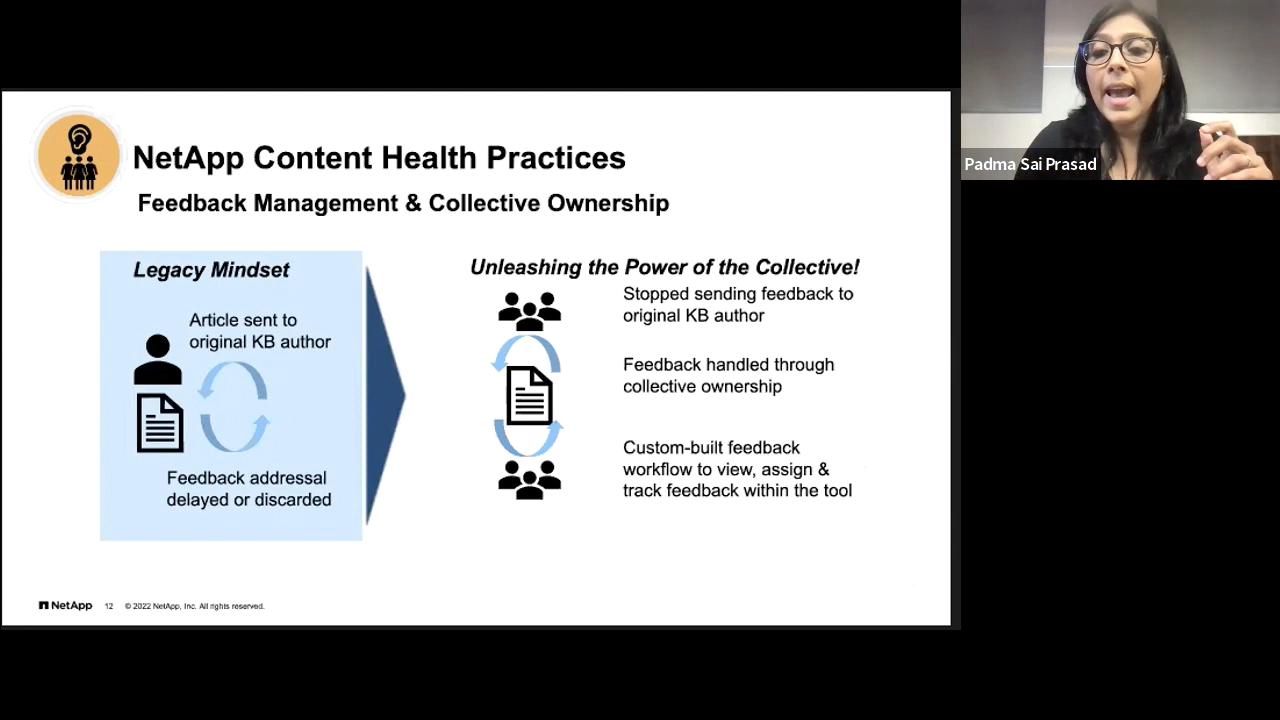 NetApp Content Health Practices
Feedback Management & Collective Ownership
Legacy Mindset
Article sent to
original KB author
Feedback addressal
delayed or discarded
Unleashing the Power of the Collective!
Stopped sending feedback to
original KB author
Feedback handled through
collective ownership
Custom-built feedback
workflow to view, assign &
track feedback within the tool
NetApp 12 © 2022 NetApp, Inc. All rights reserved.
Padma Sai Prasad